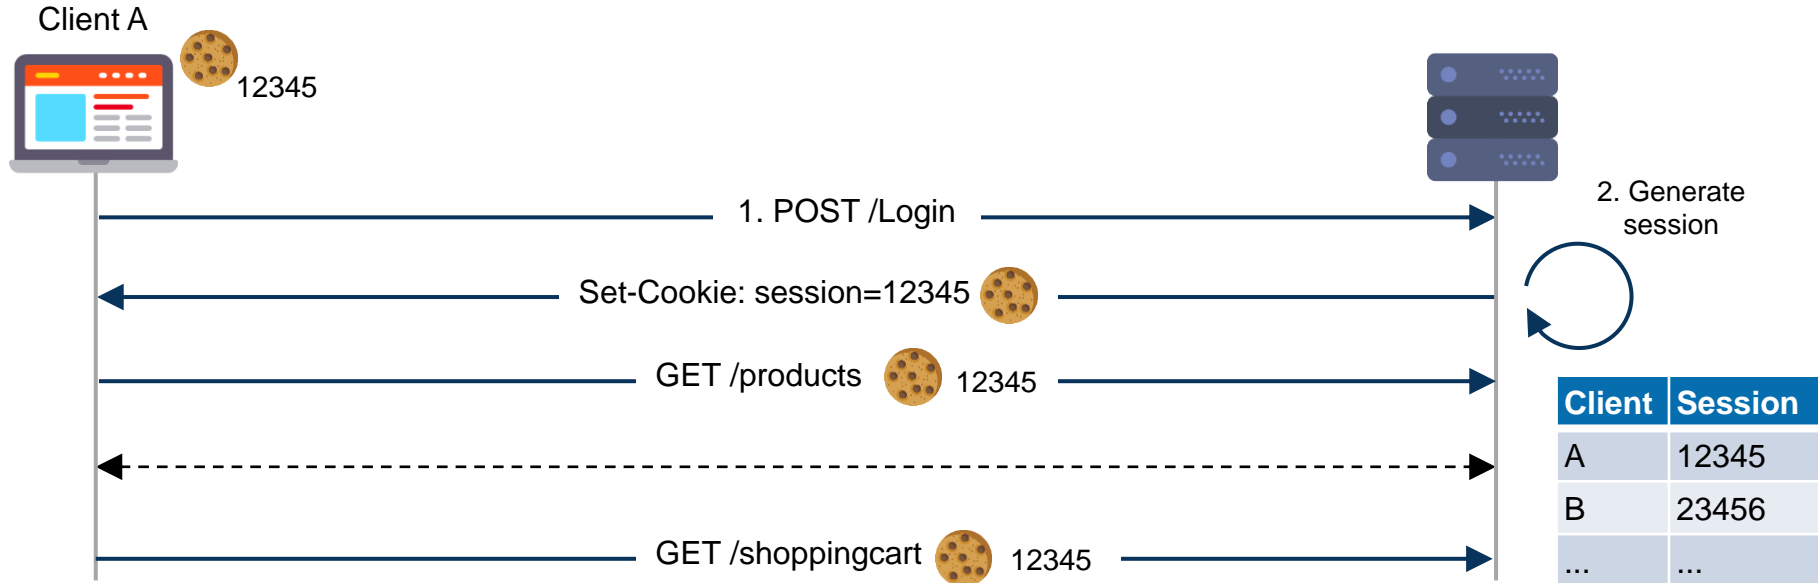 Client A
12345
1. POST /Login
2. Generate
session
Set-Cookie: session=12345
GET /products 12345
Client Session
A 12345
B 23456
... ...
GET /shoppingcart 12345